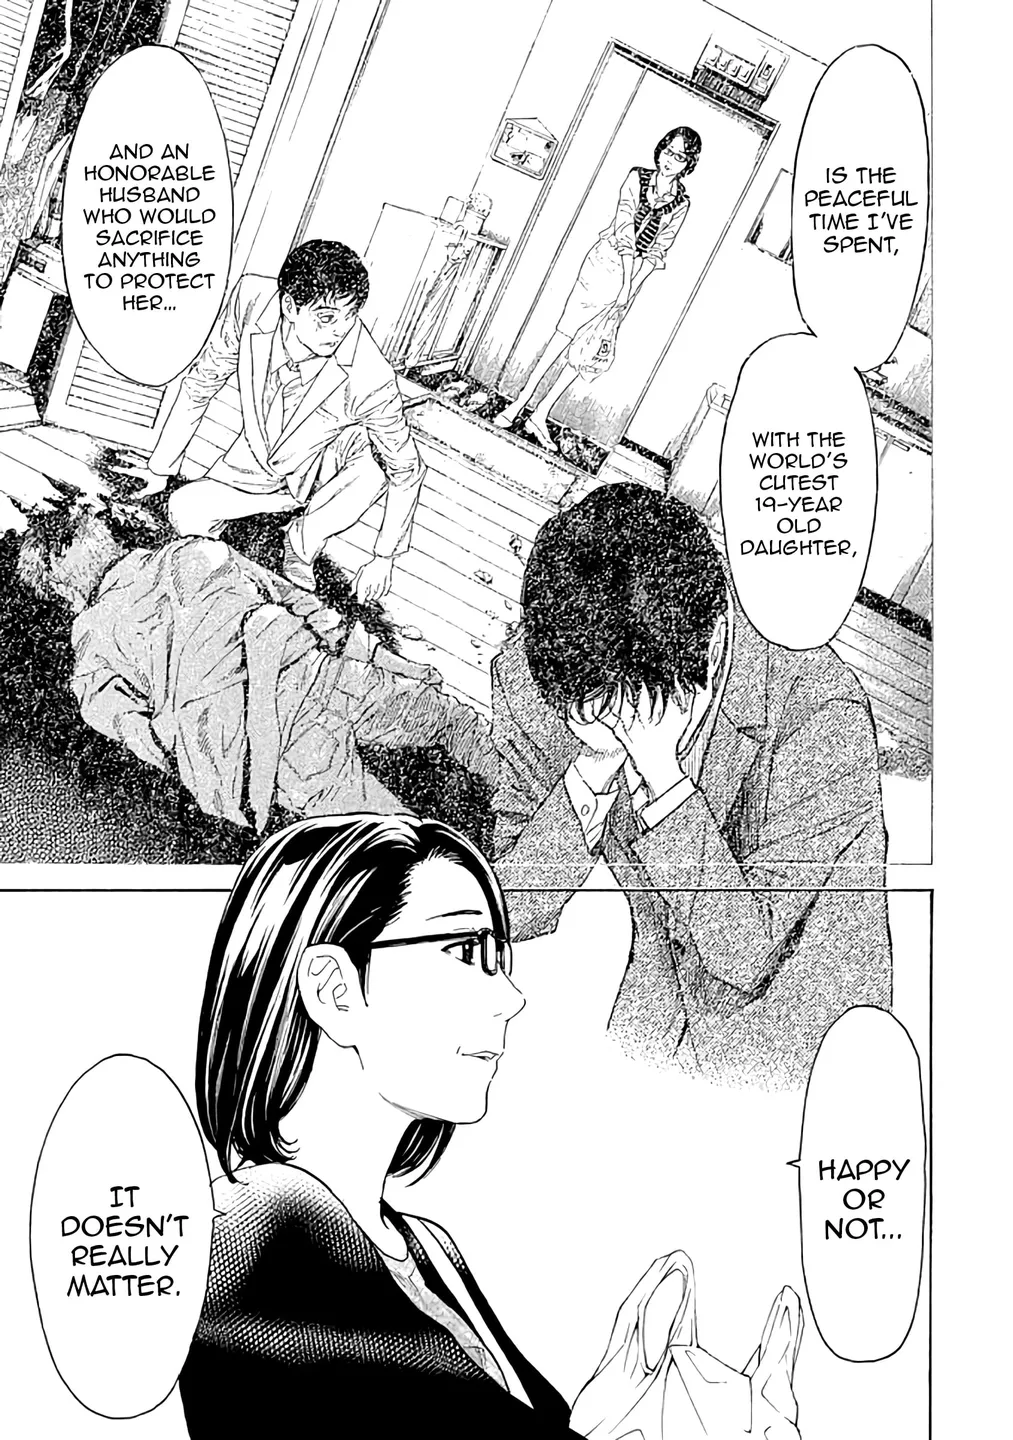 IS THE
PEACEFUL
TIME I'VE
SPENT,
WITH THE
WORLD'S
CUTEST
19-YEAR
OLD
DAUGHTER,
AND AN
HONORABLE
HUSBAND
WHO WOULD
SACRIFICE
ANYTHING
TO PROTECT
HER...
HAPPY
OR
NOT...
IT
DOESN'T
REALLY
MATTER.